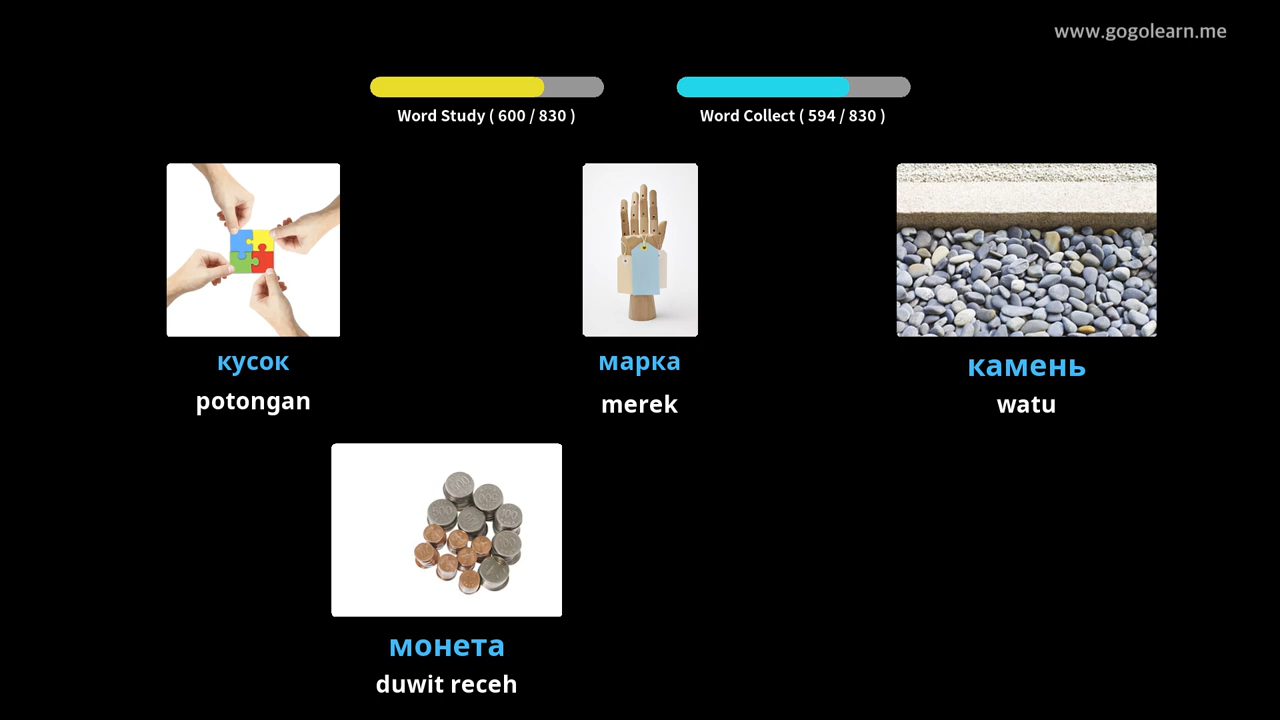 www.gogolearn.me
Word Study ( 600 / 830 )
Word Collect ( 594 / 830 )
кусок
potongan
марка
merek
камень
watu
монета
duwit receh